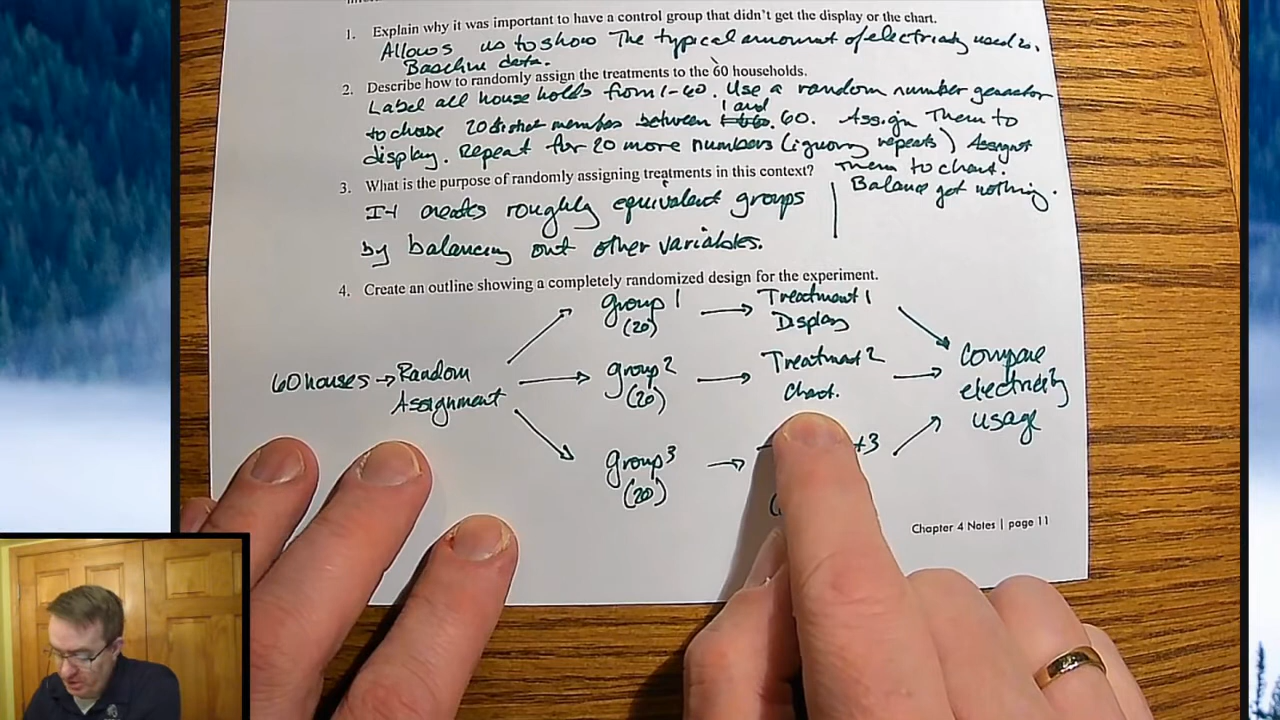 1. Explain why it was important to have a control group that didn't get the display or the chart.
Allows us to show The typical amount of electricity used is.
Baseline data.
2. Describe how to randomly assign the treatments to the 60 households.
Label all house holds from 1-60. Use a random number generator
1 and
to choose 20 between 60. Assign Them to
display. Repeat for 20 more numbers (ignoring repeats) Assign
Them to chart.
3. What is the purpose of randomly assigning treatments in this context?
Balance get nothing.
It creates roughly equivalent groups
by balancing out other variables.
4. Create an outline showing a completely randomized design for the experiment.
group 1 → Treatment 1
(20) Display
60 houses → Random group 2 → Treatment 2 Compare
Assignment (20) Chart. electricity
usage
group 3 → +3
(20)
Chapter 4 Notes | page 11